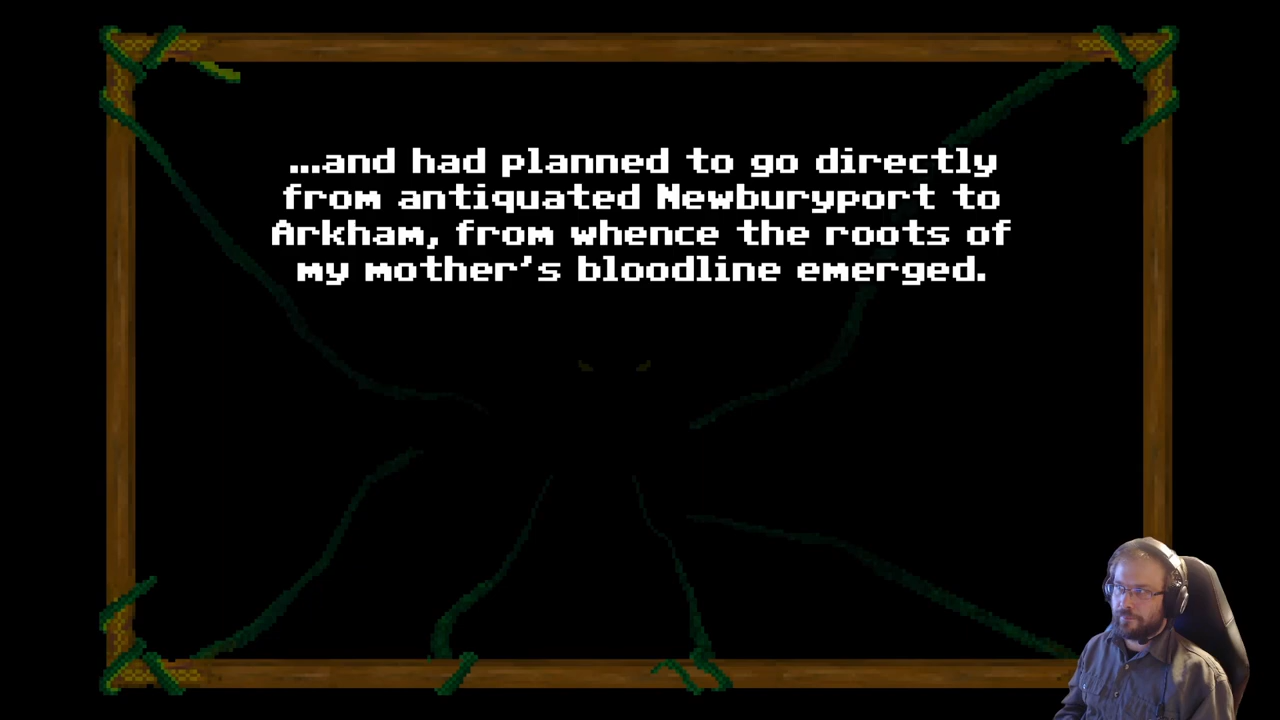 ...and had planned to go directly
from antiquated Newburyport to
Arkham, from whence the roots of
my mother's bloodline emerged.